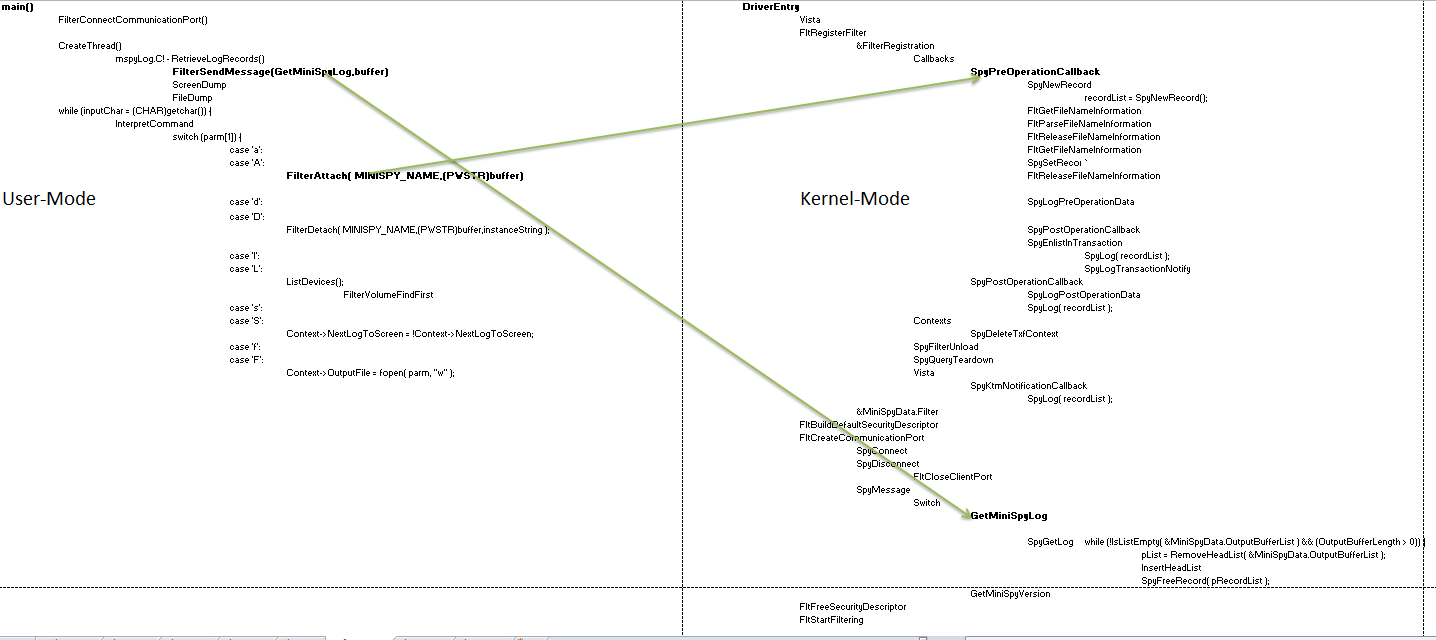 main()
FilterConnectCommunicationPort()
CreateThread()
mspyLog.C! - RetrieveLogRecords()
FilterSendMessage(GetMiniSpyLog,buffer)
ScreenDump
FileDump
while (inputChar = (CHAR)getchar()) {
InterpretCommand
switch (parm[1]) {
case 'a':
case 'A':
FilterAttach( MINISPY_NAME,(PWSTR)buffer)
User-Mode
case 'd':
case 'D':
FilterDetach( MINISPY_NAME,(PWSTR)buffer,instanceString );
case 'l':
case 'L':
ListDevices();
FilterVolumeFindFirst
case 's':
case 'S':
Context->NextLogToScreen = !Context->NextLogToScreen;
case 'f':
case 'F':
Context->OutputFile = fopen( parm, "w" );
DriverEntry
Vista
FltRegisterFilter
&FilterRegistration
Callbacks
SpyPreOperationCallback
SpyNewRecord
recordList = SpyNewRecord();
FltGetFileNameInformation
FltParseFileNameInformation
FltReleaseFileNameInformation
FltGetFileNameInformation
SpySetRecor `
FltReleaseFileNameInformation
Kernel-Mode
SpyLogPreOperationData
SpyPostOperationCallback
SpyEnlistInTransaction
SpyLog( recordList );
SpyLogTransactionNotify
SpyPostOperationCallback
SpyLogPostOperationData
SpyLog( recordList );
Contexts
SpyDeleteTxfContext
SpyFilterUnload
SpyQueryTeardown
Vista
SpyKtmNotificationCallback
SpyLog( recordList );
&MiniSpyData.Filter
FltBuildDefaultSecurityDescriptor
FltCreateCommunicationPort
SpyConnect
SpyDisconnect
FltCloseClientPort
SpyMessage
Switch
GetMiniSpyLog
SpyGetLog while (!IsListEmpty( &MiniSpyData.OutputBufferList ) && (OutputBufferLength > 0)) {
pList = RemoveHeadList( &MiniSpyData.OutputBufferList );
InsertHeadList
SpyFreeRecord( pRecordList );
GetMiniSpyVersion
FltFreeSecurityDescriptor
FltStartFiltering